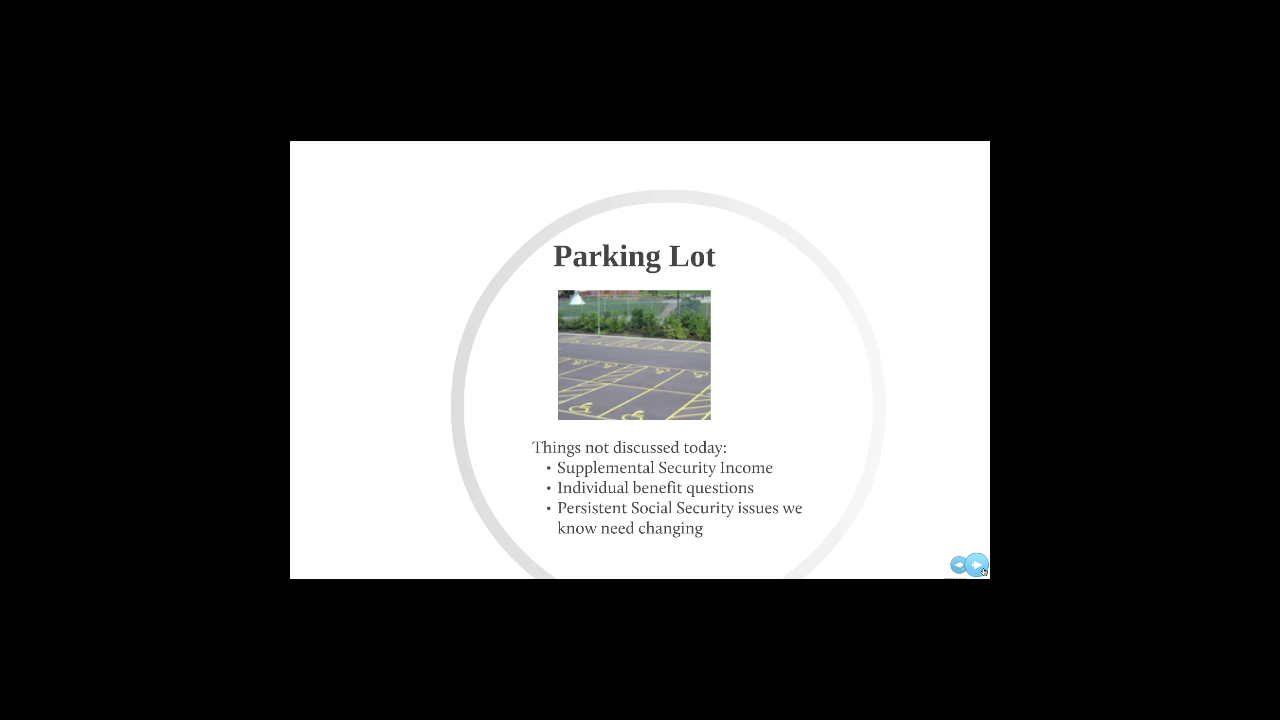 Parking Lot
Things not discussed today:
• Supplemental Security Income
• Individual benefit questions
• Persistent Social Security issues we
know need changing